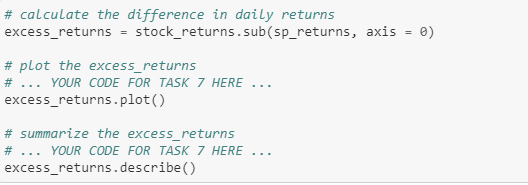 # calculate the difference in daily returns
excess_returns = stock_returns.sub(sp_returns, axis = 0)
# plot the excess_returns
# ... YOUR CODE FOR TASK 7 HERE ...
excess_returns.plot()
# summarize the excess_returns
# ... YOUR CODE FOR TASK 7 HERE ...
excess_returns.describe()